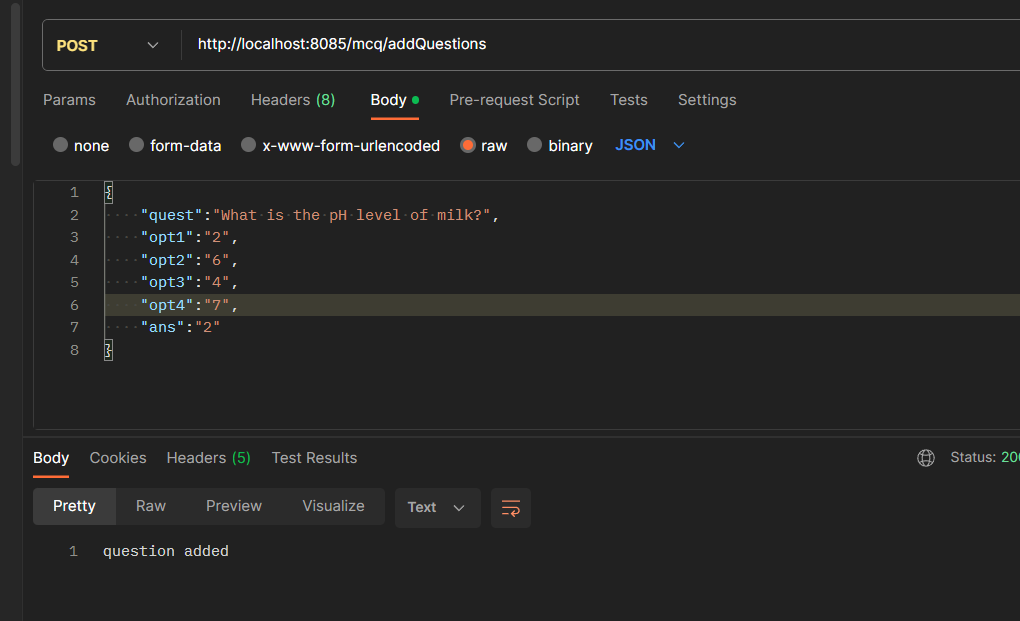 POST http://localhost:8085/mcq/addQuestions
Params Authorization Headers (8) Body Pre-request Script Tests Settings
none form-data x-www-form-urlencoded raw binary JSON
1 {
2 "quest":"What is the pH level of milk?",
3 "opt1":"2",
4 "opt2":"6",
5 "opt3":"4",
6 "opt4":"7",
7 "ans":"2"
8 }
Body Cookies Headers (5) Test Results Status: 20
Pretty Raw Preview Visualize Text
1 question added